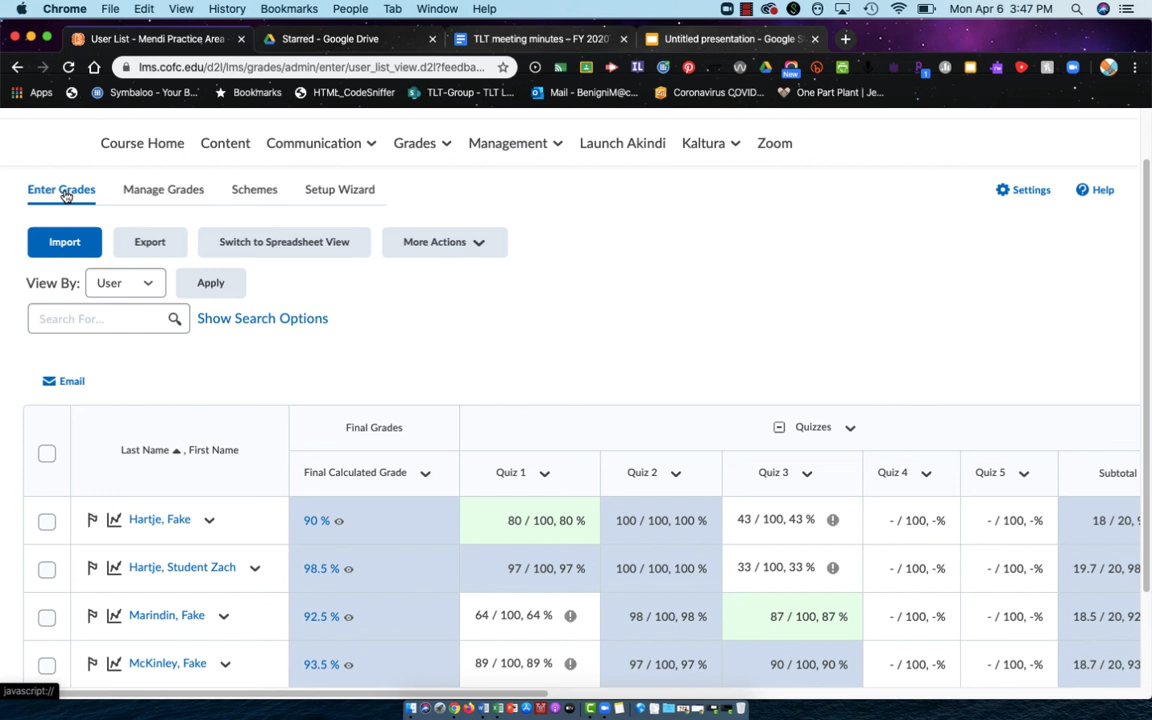 Chrome File Edit View History Bookmarks People Tab Window Help Mon Apr 6 3:47 PM
User List - Mendi Practice Area Starred - Google Drive TLT meeting minutes – FY 2020 Untitled presentation - Google S
lms.cofc.edu/d2l/lms/grades/admin/enter/user_list_view.d2l?feedba... New 1
Apps Symbaloo - Your B... Bookmarks HTML_CodeSniffer TLT-Group - TLT L... Mail - BenigniM@c... Coronavirus COVID... One Part Plant | Je...
Course Home Content Communication Grades Management Launch Akindi Kaltura Zoom
Enter Grades Manage Grades Schemes Setup Wizard Settings Help
Import Export Switch to Spreadsheet View More Actions
View By: User Apply
Search For... Show Search Options
Email
Final Grades Quizzes
Last Name , First Name
Final Calculated Grade Quiz 1 Quiz 2 Quiz 3 Quiz 4 Quiz 5 Subtotal
Hartje, Fake 90 % 80 / 100, 80 % 100 / 100, 100 % 43 / 100, 43 % - / 100, -% - / 100, -% 18 / 20, 9
Hartje, Student Zach 98.5 % 97 / 100, 97 % 100 / 100, 100 % 33 / 100, 33 % - / 100, -% - / 100, -% 19.7 / 20, 98
Marindin, Fake 92.5 % 64 / 100, 64 % 98 / 100, 98 % 87 / 100, 87 % - / 100, -% - / 100, -% 18.5 / 20, 92
McKinley, Fake 93.5 % 89 / 100, 89 % 97 / 100, 97 % 90 / 100, 90 % - / 100, -% - / 100, -% 18.7 / 20, 93
javascript://